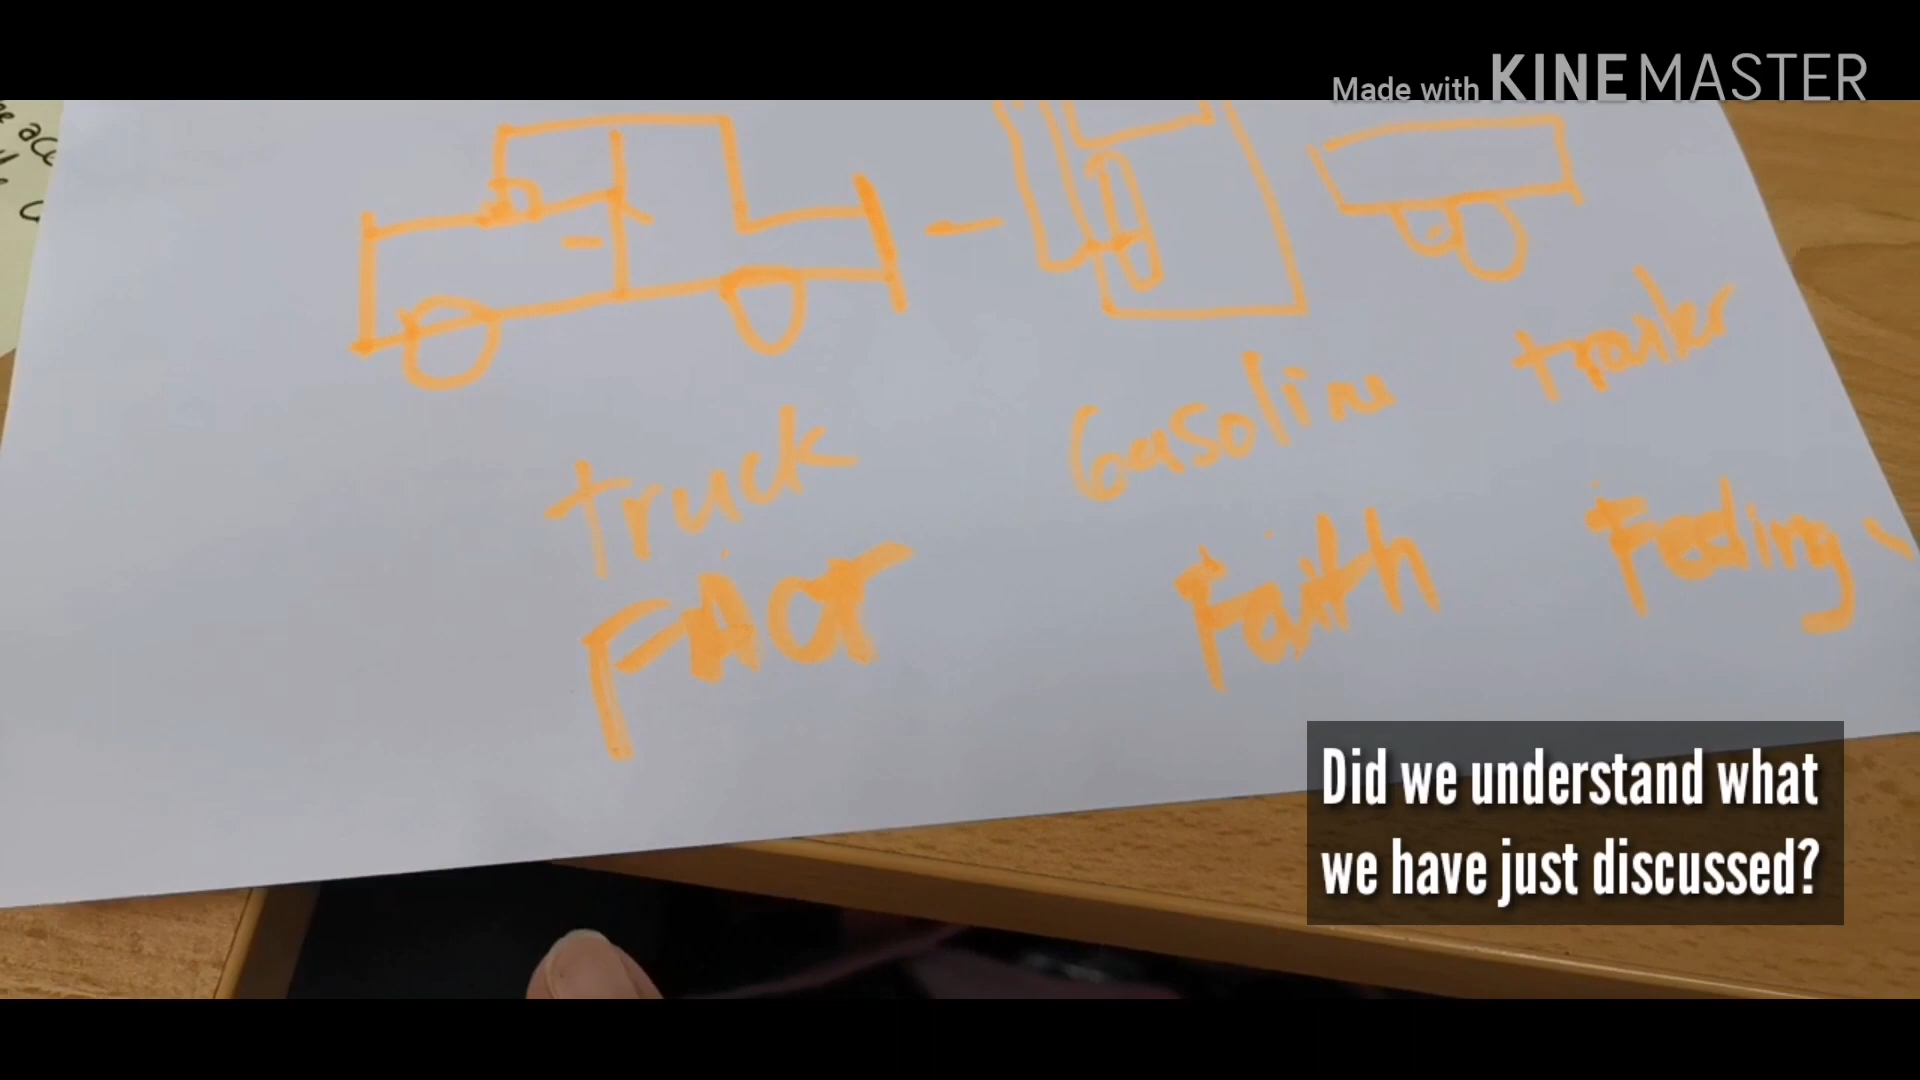 Made with KINEMASTER
truck Gasoline trailer
FACT Faith Feeling
Did we understand what
we have just discussed?